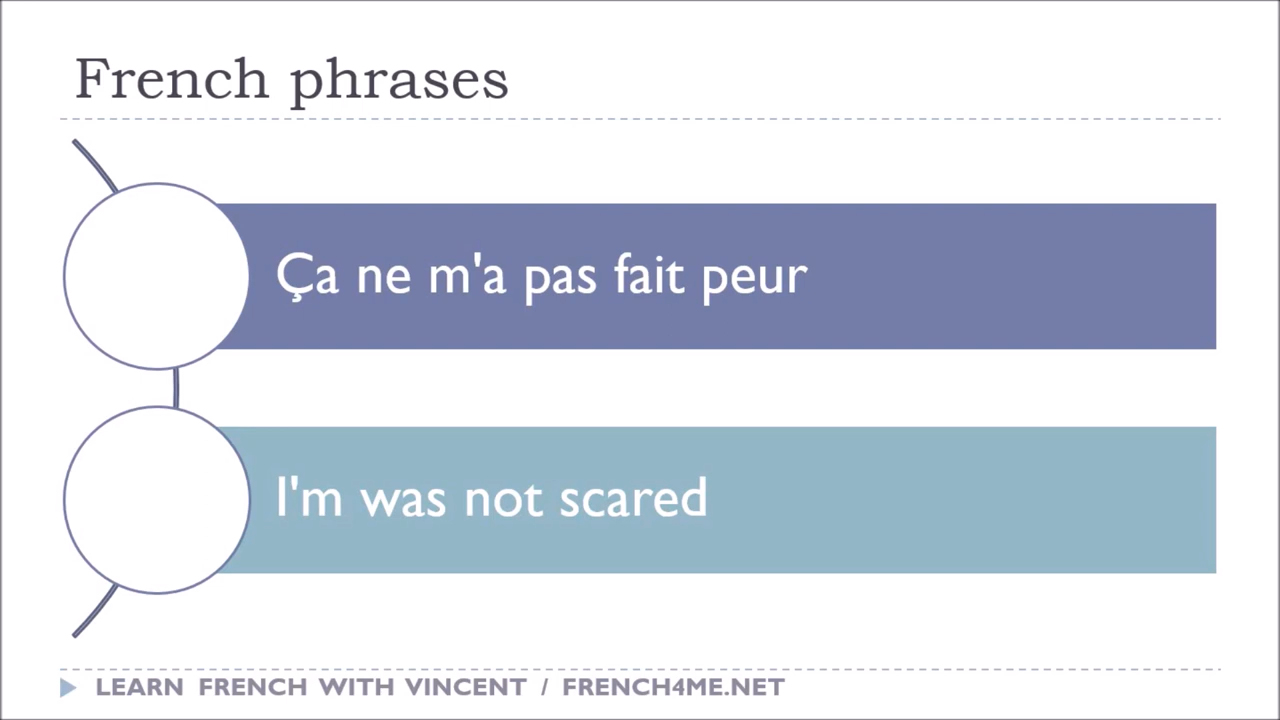 French phrases
Ça ne m'a pas fait peur
I'm was not scared
LEARN FRENCH WITH VINCENT / FRENCH4ME.NET